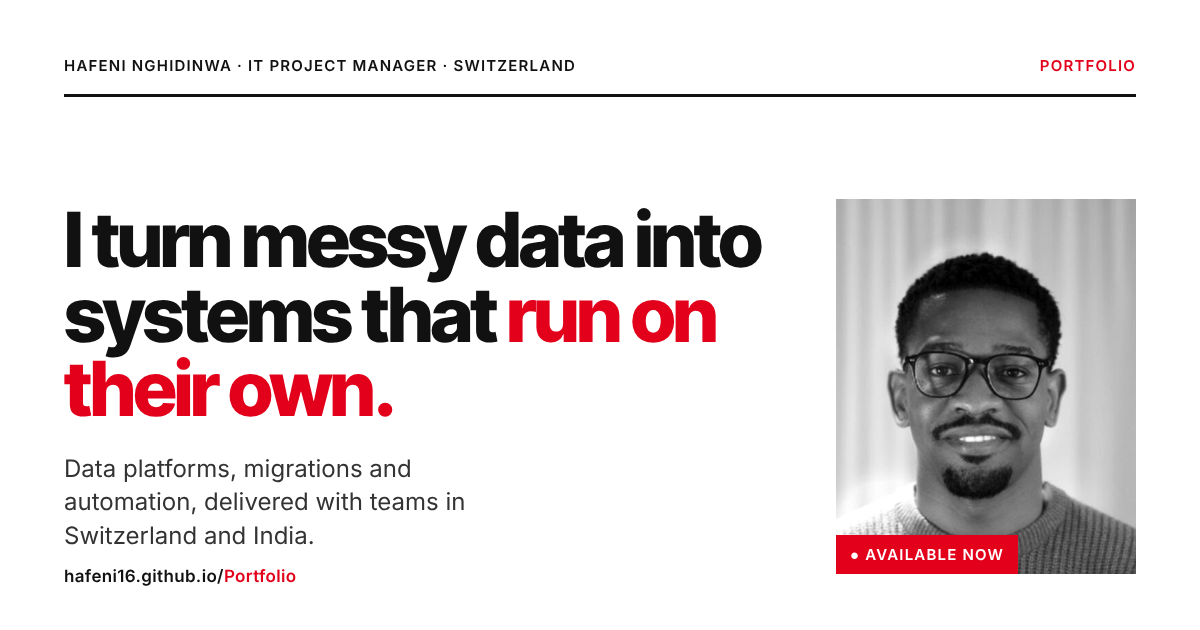 HAFENI NGHIDINWA · IT PROJECT MANAGER · SWITZERLAND
PORTFOLIO
I turn messy data into
systems that run on
their own.
Data platforms, migrations and
automation, delivered with teams in
Switzerland and India.
hafeni16.github.io/Portfolio
● AVAILABLE NOW